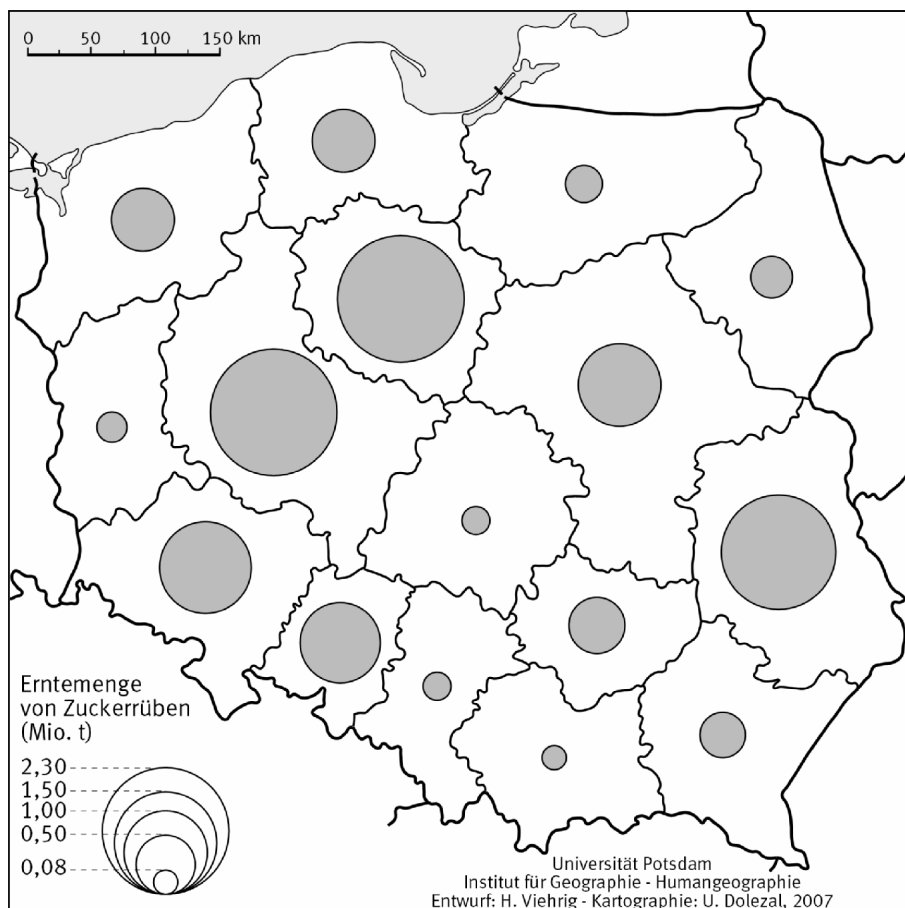 0 50 100 150 km
Erntemenge
von Zuckerrüben
(Mio. t)
2,30
1,50
1,00
0,50
0,08
Universität Potsdam
Institut für Geographie - Humangeographie
Entwurf: H. Viehrig - Kartographie: U. Dolezal, 2007